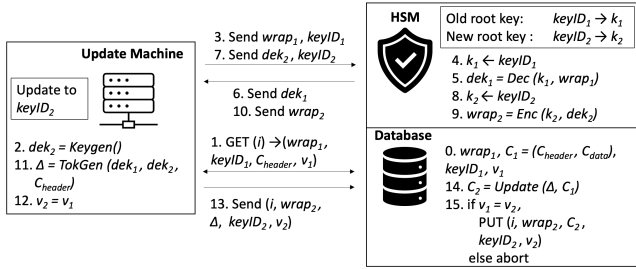 Update Machine
Update to
keyID₂
2. dek₂ = Keygen()
11. Δ = TokGen (dek₁, dek₂,
C_header)
12. v₂ = v₁
3. Send wrap₁, keyID₁
7. Send dek₂, keyID₂
6. Send dek₁
10. Send wrap₂
1. GET (i) →(wrap₁,
keyID₁, C_header, v₁)
13. Send (i, wrap₂,
Δ, keyID₂, v₂)
HSM
Old root key: keyID₁ → k₁
New root key : keyID₂ → k₂
4. k₁ ← keyID₁
5. dek₁ = Dec (k₁, wrap₁)
8. k₂ ← keyID₂
9. wrap₂ = Enc (k₂, dek₂)
Database
0. wrap₁, C₁ = (C_header, C_data),
keyID₁, v₁
14. C₂ = Update (Δ, C₁)
15. if v₁ = v₂,
PUT (i, wrap₂, C₂,
keyID₂, v₂)
else abort